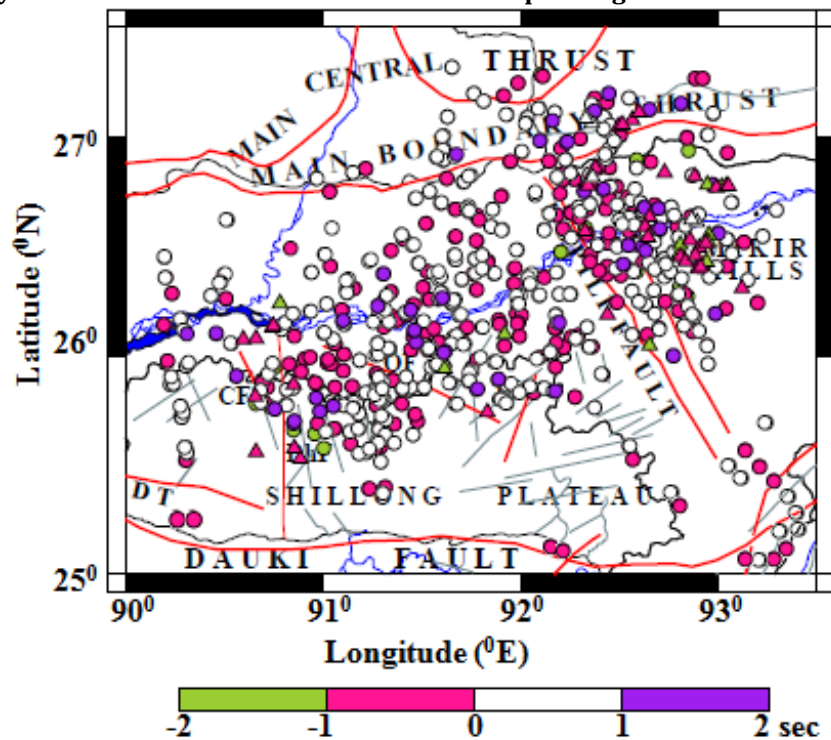 CENTRAL THRUST
MAIN THRUST
MAIN BOUNDARY
27⁰
MIKIR
HILLS
26⁰
FAULT
CF
SHILLONG PLATEAU
DT
DAUKI FAULT
25⁰
90⁰ 91⁰ 92⁰ 93⁰
Latitude (⁰N)
Longitude (⁰E)
-2 -1 0 1 2 sec